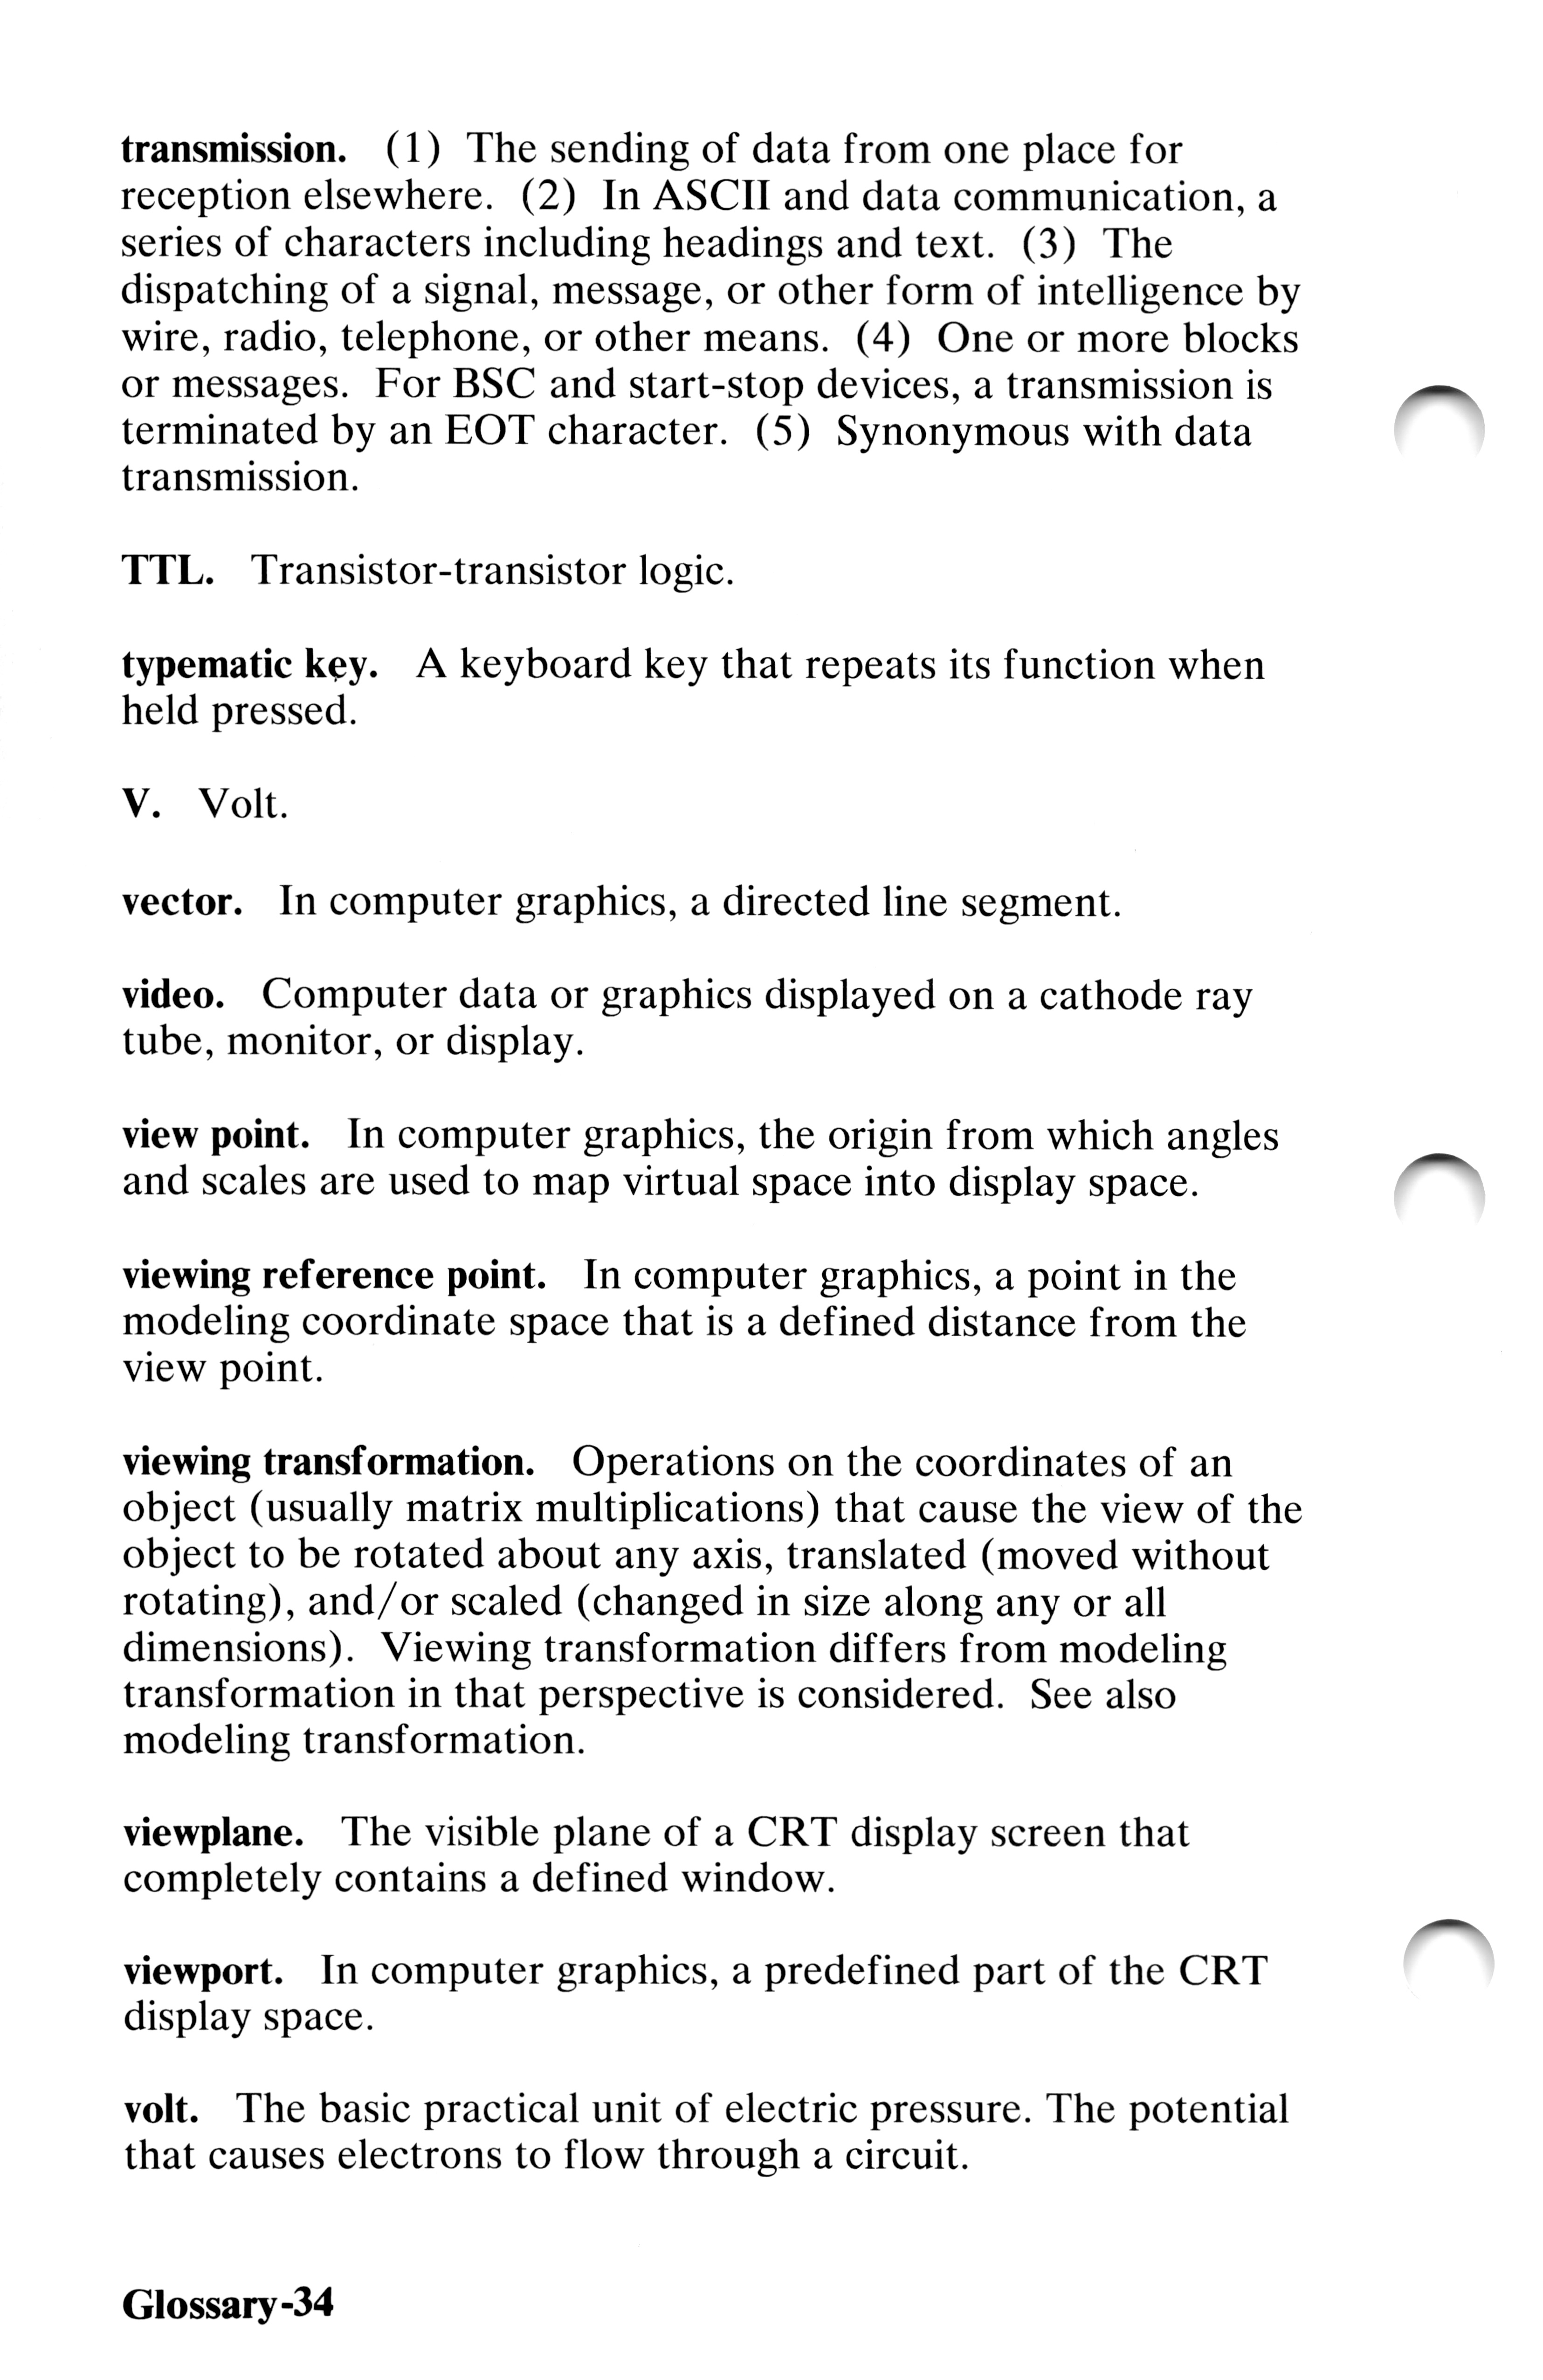 transmission. (1) The sending of data from one place for
reception elsewhere. (2) In ASCII and data communication, a
series of characters including headings and text. (3) The
dispatching of a signal, message, or other form of intelligence by
wire, radio, telephone, or other means. (4) One or more blocks
or messages. For BSC and start-stop devices, a transmission is
terminated by an EOT character. (5) Synonymous with data
transmission.
TTL. Transistor-transistor logic.
typematic key. A keyboard key that repeats its function when
held pressed.
V. Volt.
vector. In computer graphics, a directed line segment.
video. Computer data or graphics displayed on a cathode ray
tube, monitor, or display.
view point. In computer graphics, the origin from which angles
and scales are used to map virtual space into display space.
viewing reference point. In computer graphics, a point in the
modeling coordinate space that is a defined distance from the
view point.
viewing transformation. Operations on the coordinates of an
object (usually matrix multiplications) that cause the view of the
object to be rotated about any axis, translated (moved without
rotating), and/or scaled (changed in size along any or all
dimensions). Viewing transformation differs from modeling
transformation in that perspective is considered. See also
modeling transformation.
viewplane. The visible plane of a CRT display screen that
completely contains a defined window.
viewport. In computer graphics, a predefined part of the CRT
display space.
volt. The basic practical unit of electric pressure. The potential
that causes electrons to flow through a circuit.
Glossary-34